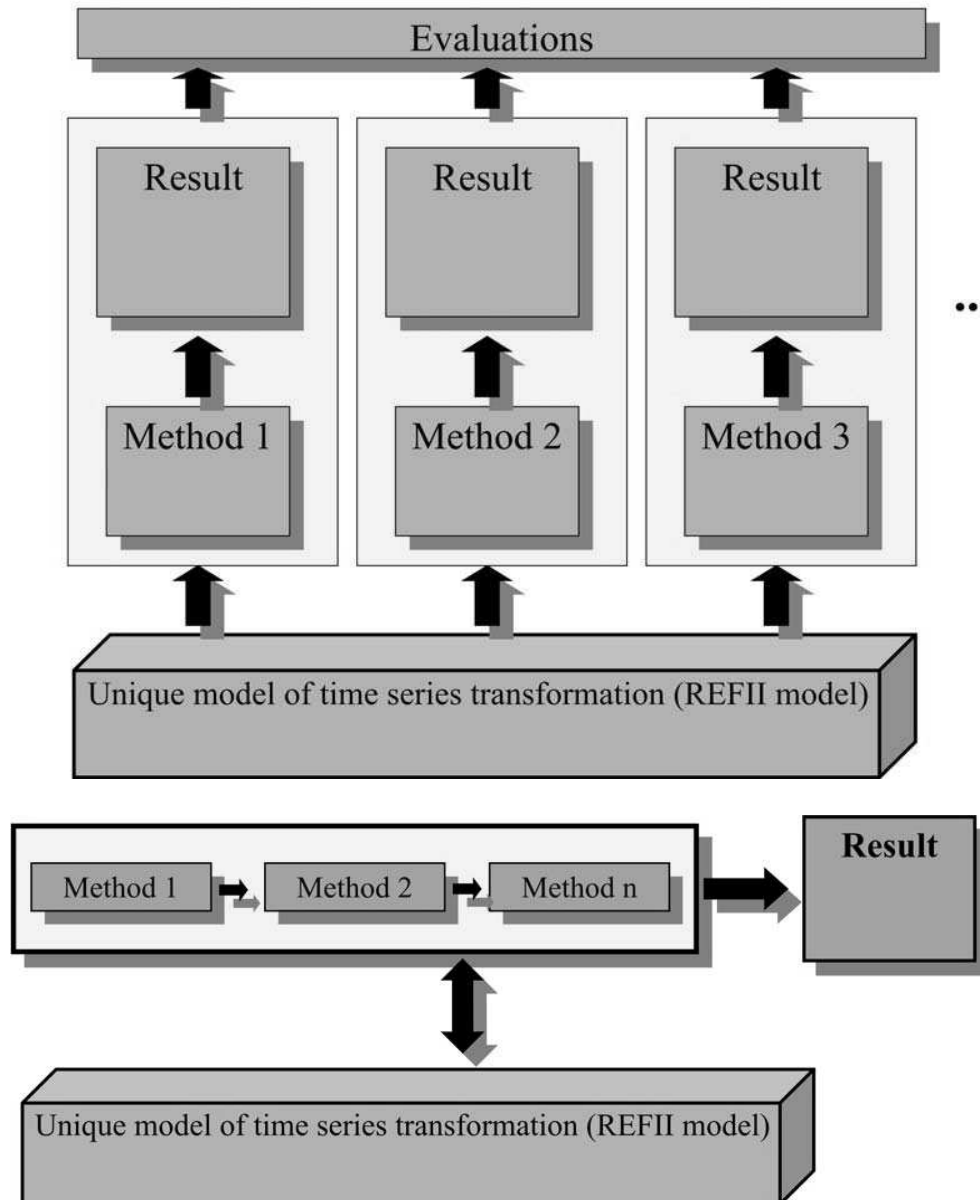 Evaluations
Result
Result
Result
..
Method 1
Method 2
Method 3
Unique model of time series transformation (REFII model)
Method 1
Method 2
Method n
Result
Unique model of time series transformation (REFII model)